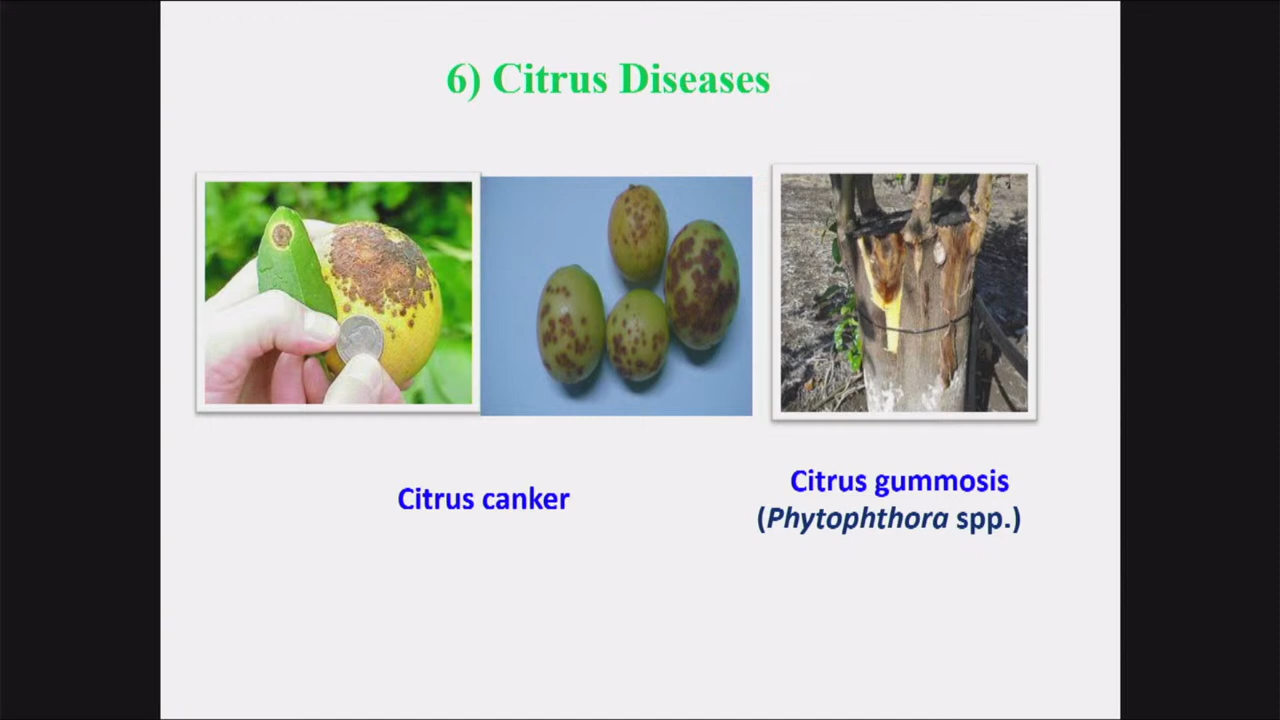 6) Citrus Diseases
Citrus canker
Citrus gummosis
(Phytophthora spp.)